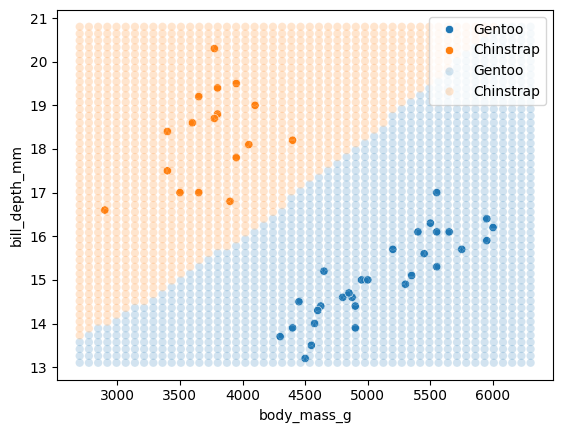 21
20
19
18
17
16
15
14
13
bill_depth_mm
Gentoo
Chinstrap
Gentoo
Chinstrap
3000
3500
4000
4500
5000
5500
6000
body_mass_g